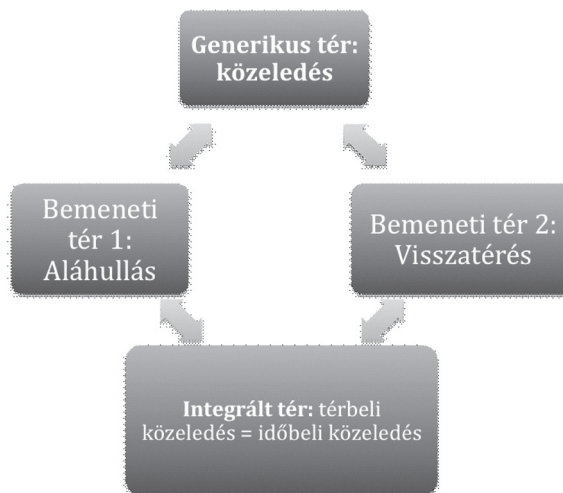 Generikus tér:
közeledés
Bemeneti
tér 1:
Aláhullás
Bemeneti tér 2:
Visszatérés
Integrált tér: térbeli
közeledés = időbeli közeledés